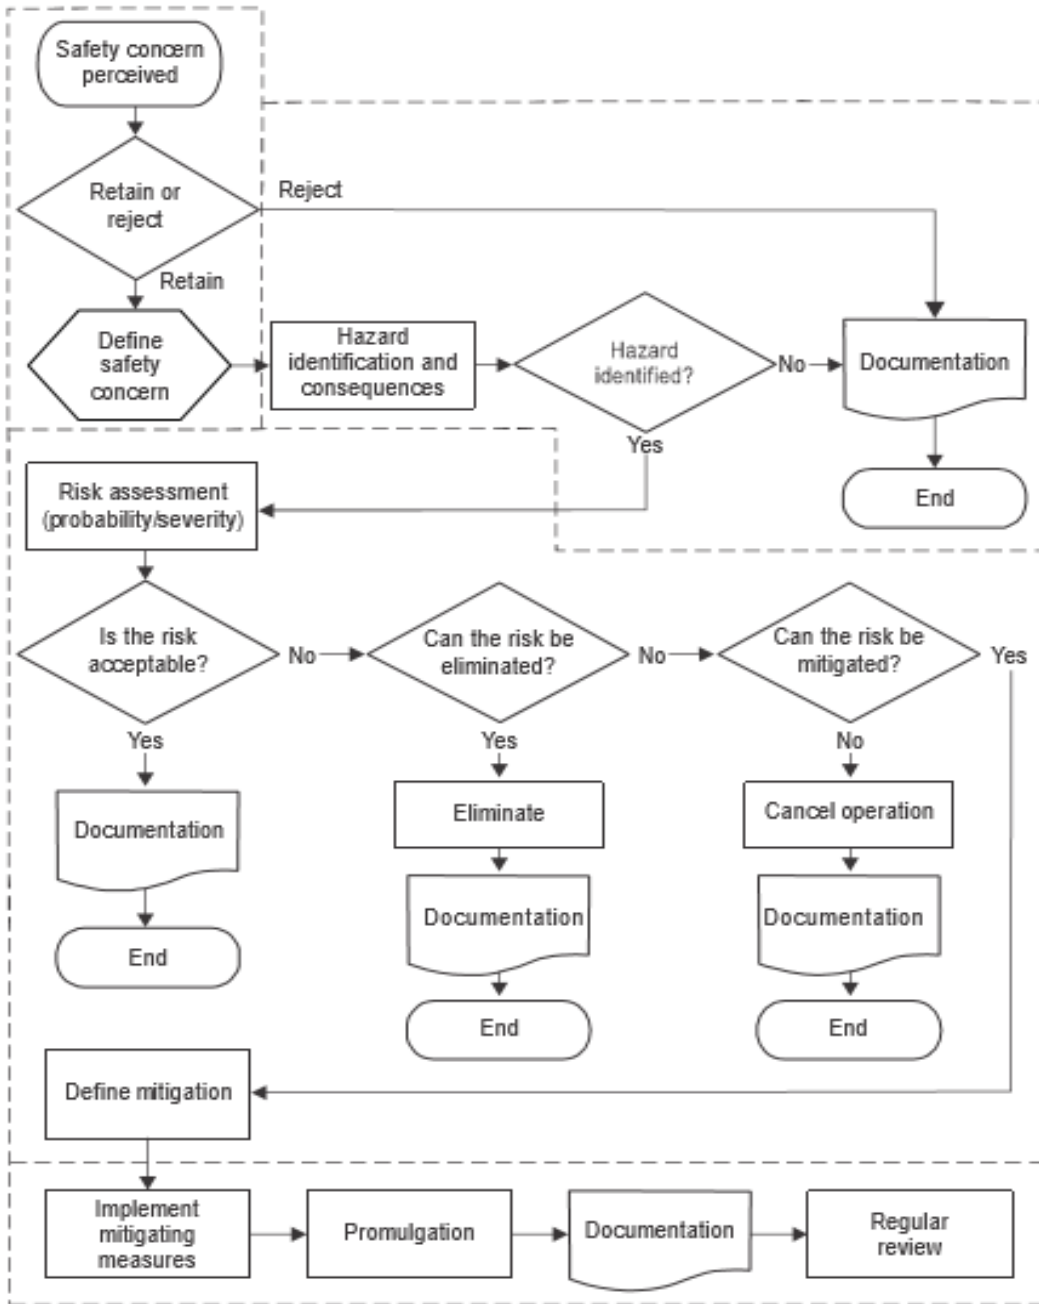 Safety concern
perceived
Retain or
reject
Reject
Retain
Define
safety
concern
Hazard
identification and
consequences
Hazard
identified?
No
Documentation
Yes
End
Risk assessment
(probability/severity)
Is the risk
acceptable?
No
Can the risk be
eliminated?
No
Can the risk be
mitigated?
Yes
Yes
Yes
No
Documentation
Eliminate
Cancel operation
End
Documentation
Documentation
End
End
Define mitigation
Implement
mitigating
measures
Promulgation
Documentation
Regular
review